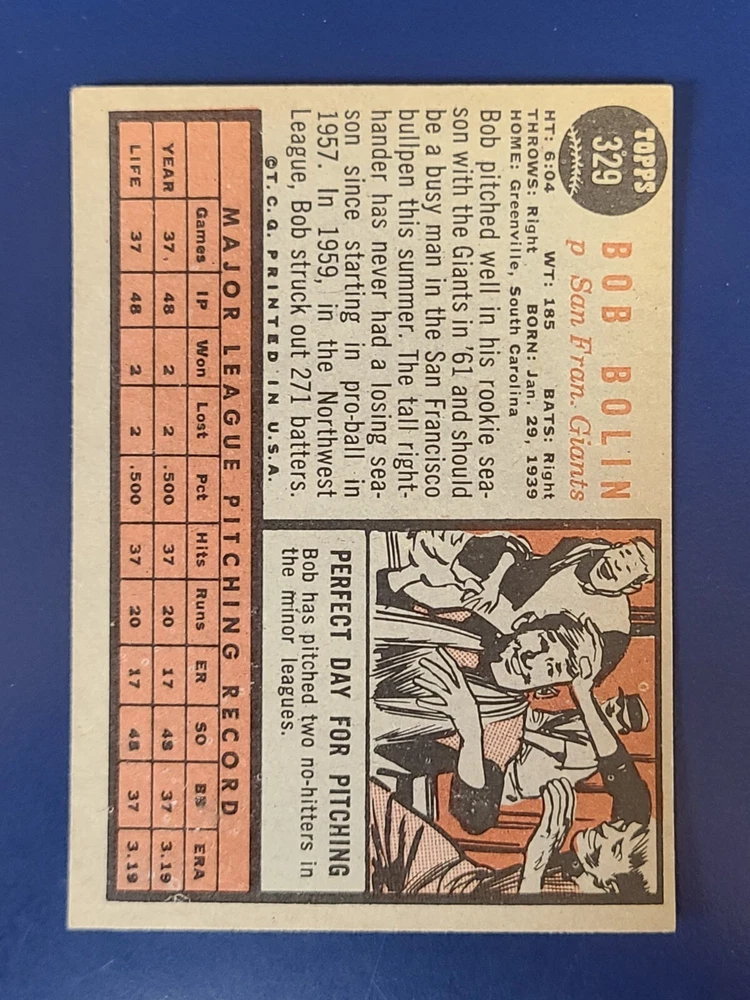 TOPPS
329
BOB BOLIN
p San Fran. Giants
HT: 6:04 WT: 185 BATS: Right
THROWS: Right BORN: Jan. 29, 1939
HOME: Greenville, South Carolina
Bob pitched well in his rookie sea-
son with the Giants in '61 and should
be a busy man in the San Francisco
bullpen this summer. The tall right-
hander has never had a losing sea-
son since starting in pro-ball in
1957. In 1959, in the Northwest
League, Bob struck out 271 batters.
©T.C.G. PRINTED IN U.S.A.
PERFECT DAY FOR PITCHING
Bob has pitched two no-hitters in
the minor leagues.
MAJOR LEAGUE PITCHING RECORD
Games IP Won Lost Pct Hits Runs ER SO BB ERA
YEAR 37 48 2 2 .500 37 20 17 48 37 3.19
LIFE 37 48 2 2 .500 37 20 17 48 37 3.19